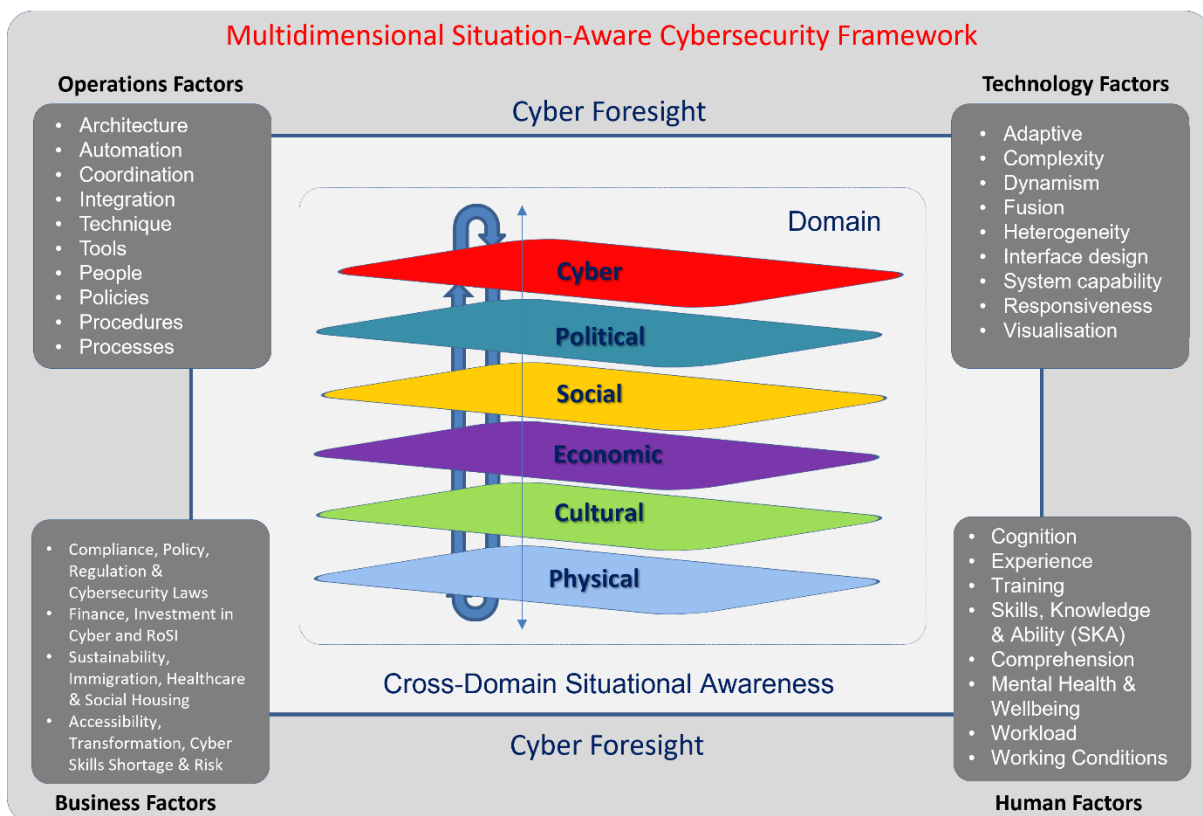 Multidimensional Situation-Aware Cybersecurity Framework
Operations Factors
• Architecture
• Automation
• Coordination
• Integration
• Technique
• Tools
• People
• Policies
• Procedures
• Processes
Cyber Foresight
Technology Factors
• Adaptive
• Complexity
• Dynamism
• Fusion
• Heterogeneity
• Interface design
• System capability
• Responsiveness
• Visualisation
Domain
Cyber
Political
Social
Economic
Cultural
Physical
Cross-Domain Situational Awareness
Cyber Foresight
• Compliance, Policy,
Regulation &
Cybersecurity Laws
• Finance, Investment in
Cyber and RoSI
• Sustainability,
Immigration, Healthcare
& Social Housing
• Accessibility,
Transformation, Cyber
Skills Shortage & Risk
Business Factors
• Cognition
• Experience
• Training
• Skills, Knowledge
& Ability (SKA)
• Comprehension
• Mental Health &
Wellbeing
• Workload
• Working Conditions
Human Factors